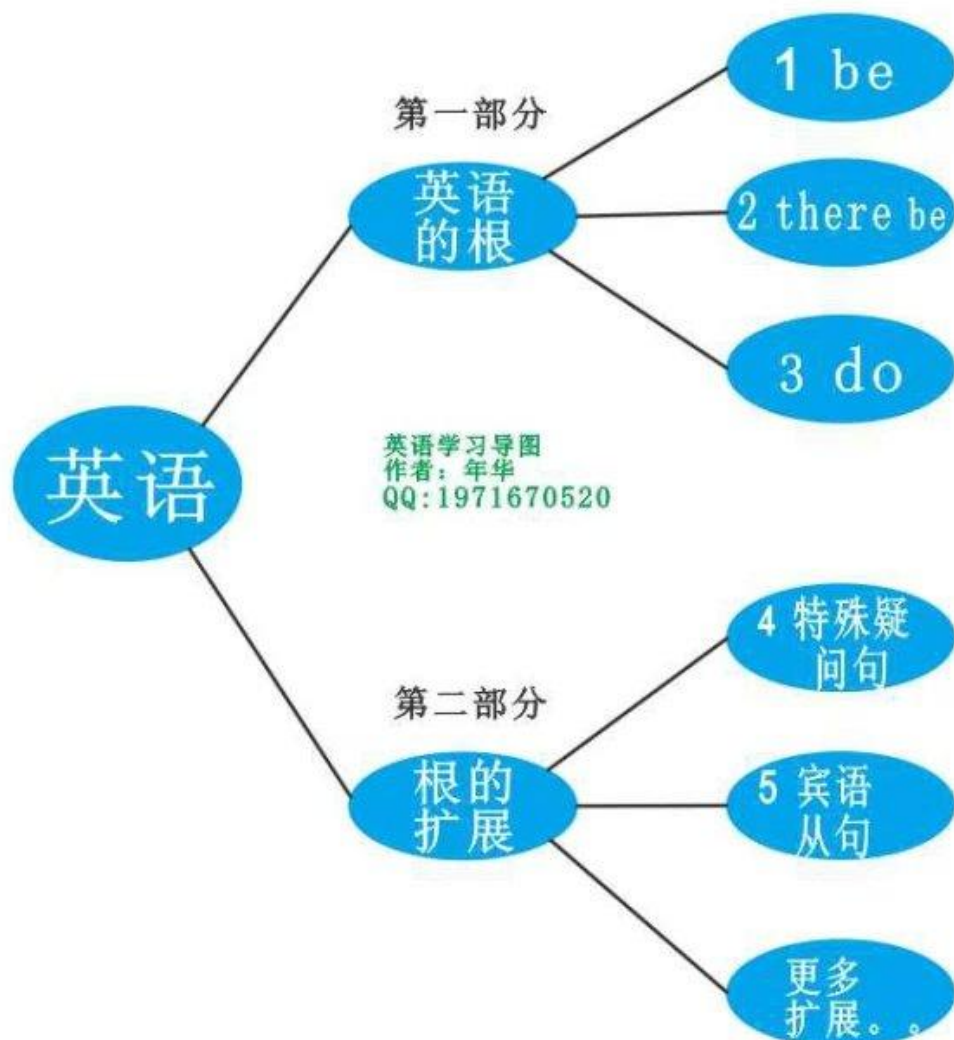 1 be
第一部分
英语
的根
2 there be
3 do
英语学习导图
作者：年华
QQ:1971670520
英语
4 特殊疑
问句
第二部分
根的
扩展
5 宾语
从句
更多
扩展。。